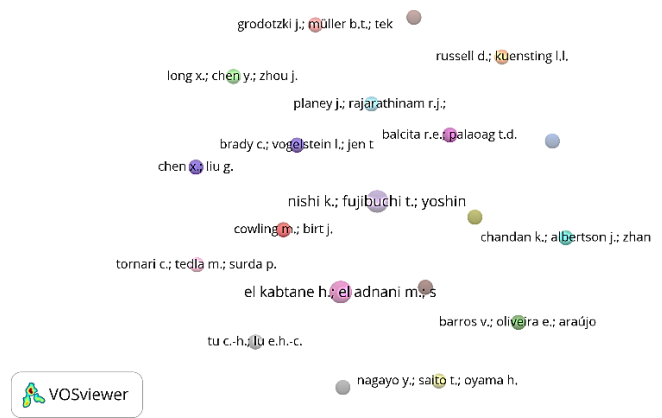 grodotzki j.; müller b.t.; tek
russell d.; kuensting l.l.
long x.; chen y.; zhou j.
planey j.; rajarathinam r.j.;
balcita r.e.; palaoag t.d.
brady c.; vogelstein l.; jen t
chen x.; liu g.
nishi k.; fujibuchi t.; yoshin
cowling m.; birt j.
chandan k.; albertson j.; zhan
tornari c.; tedla m.; surda p.
el kabtane h.; el adnani m.; s
barros v.; oliveira e.; araújo
tu c.-h.; lu e.h.-c.
nagayo y.; saito t.; oyama h.
VOSviewer